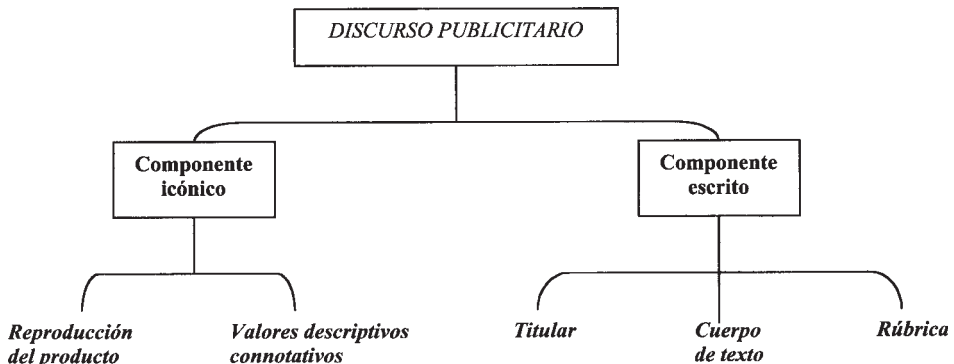 DISCURSO PUBLICITARIO
Componente
icónico
Componente
escrito
Reproducción
del producto
Valores descriptivos
connotativos
Titular
Cuerpo
de texto
Rúbrica